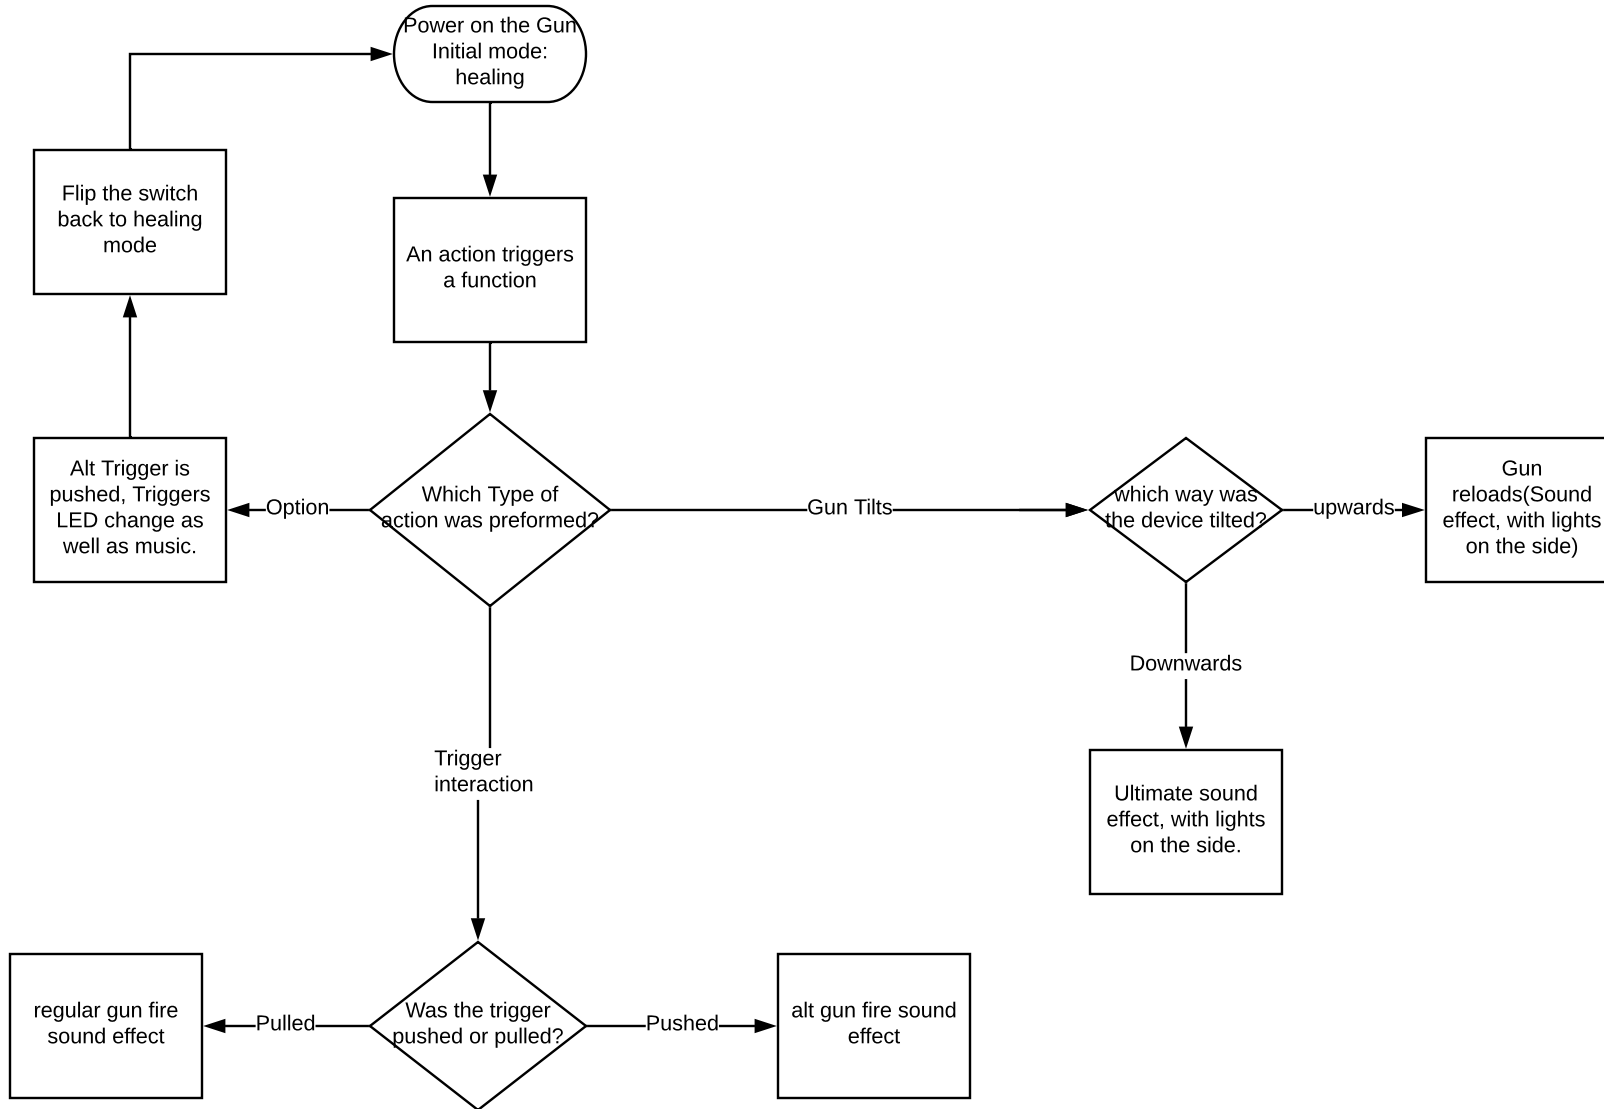 Power on the Gun
Initial mode:
healing
Flip the switch
back to healing
mode
An action triggers
a function
Alt Trigger is
pushed, Triggers
LED change as
well as music.
Option
Which Type of
action was preformed?
Gun Tilts
which way was
the device tilted?
upwards
Gun
reloads(Sound
effect, with lights
on the side)
Downwards
Trigger
interaction
Ultimate sound
effect, with lights
on the side.
regular gun fire
sound effect
Pulled
Was the trigger
pushed or pulled?
Pushed
alt gun fire sound
effect